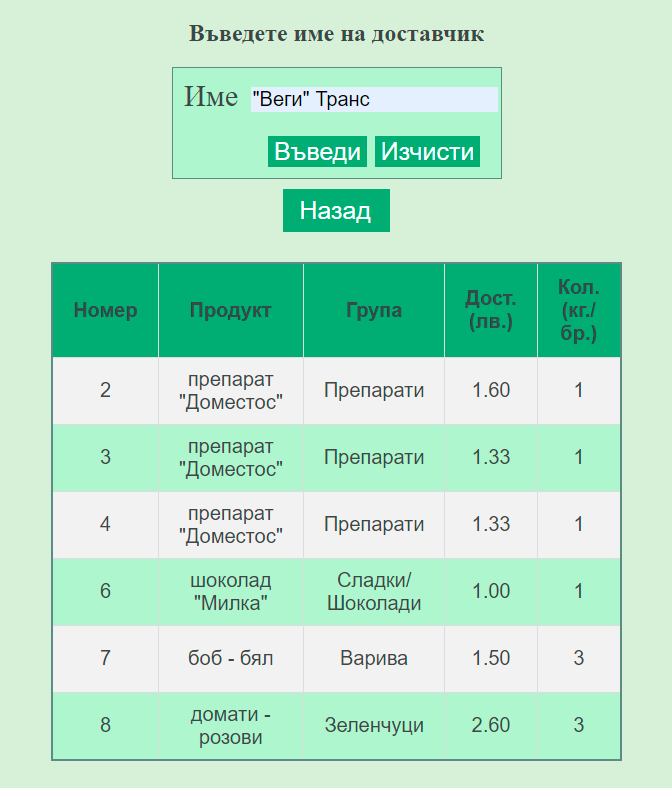 Въведете име на доставчик
Име "Веги" Транс
Въведи Изчисти
Назад
Номер Продукт Група Дост. (лв.) Кол. (кг./ бр.)
2 препарат "Доместос" Препарати 1.60 1
3 препарат "Доместос" Препарати 1.33 1
4 препарат "Доместос" Препарати 1.33 1
6 шоколад "Милка" Сладки/ Шоколади 1.00 1
7 боб - бял Варива 1.50 3
8 домати - розови Зеленчуци 2.60 3